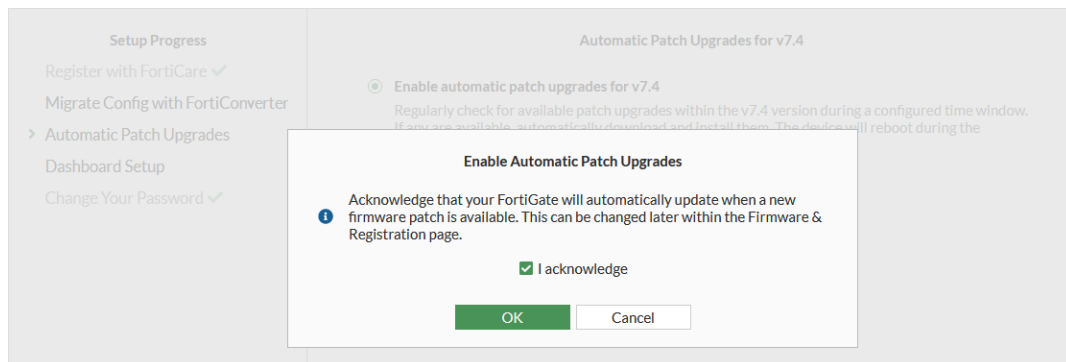 Setup Progress
Register with FortiCare
Migrate Config with FortiConverter
Automatic Patch Upgrades
Dashboard Setup
Change Your Password
Automatic Patch Upgrades for v7.4
Enable automatic patch upgrades for v7.4
Regularly check for available patch upgrades within the v7.4 version during a configured time window.
If any are available, automatically download and install them. The device will reboot during the
Enable Automatic Patch Upgrades
Acknowledge that your FortiGate will automatically update when a new
firmware patch is available. This can be changed later within the Firmware &
Registration page.
I acknowledge
OK
Cancel